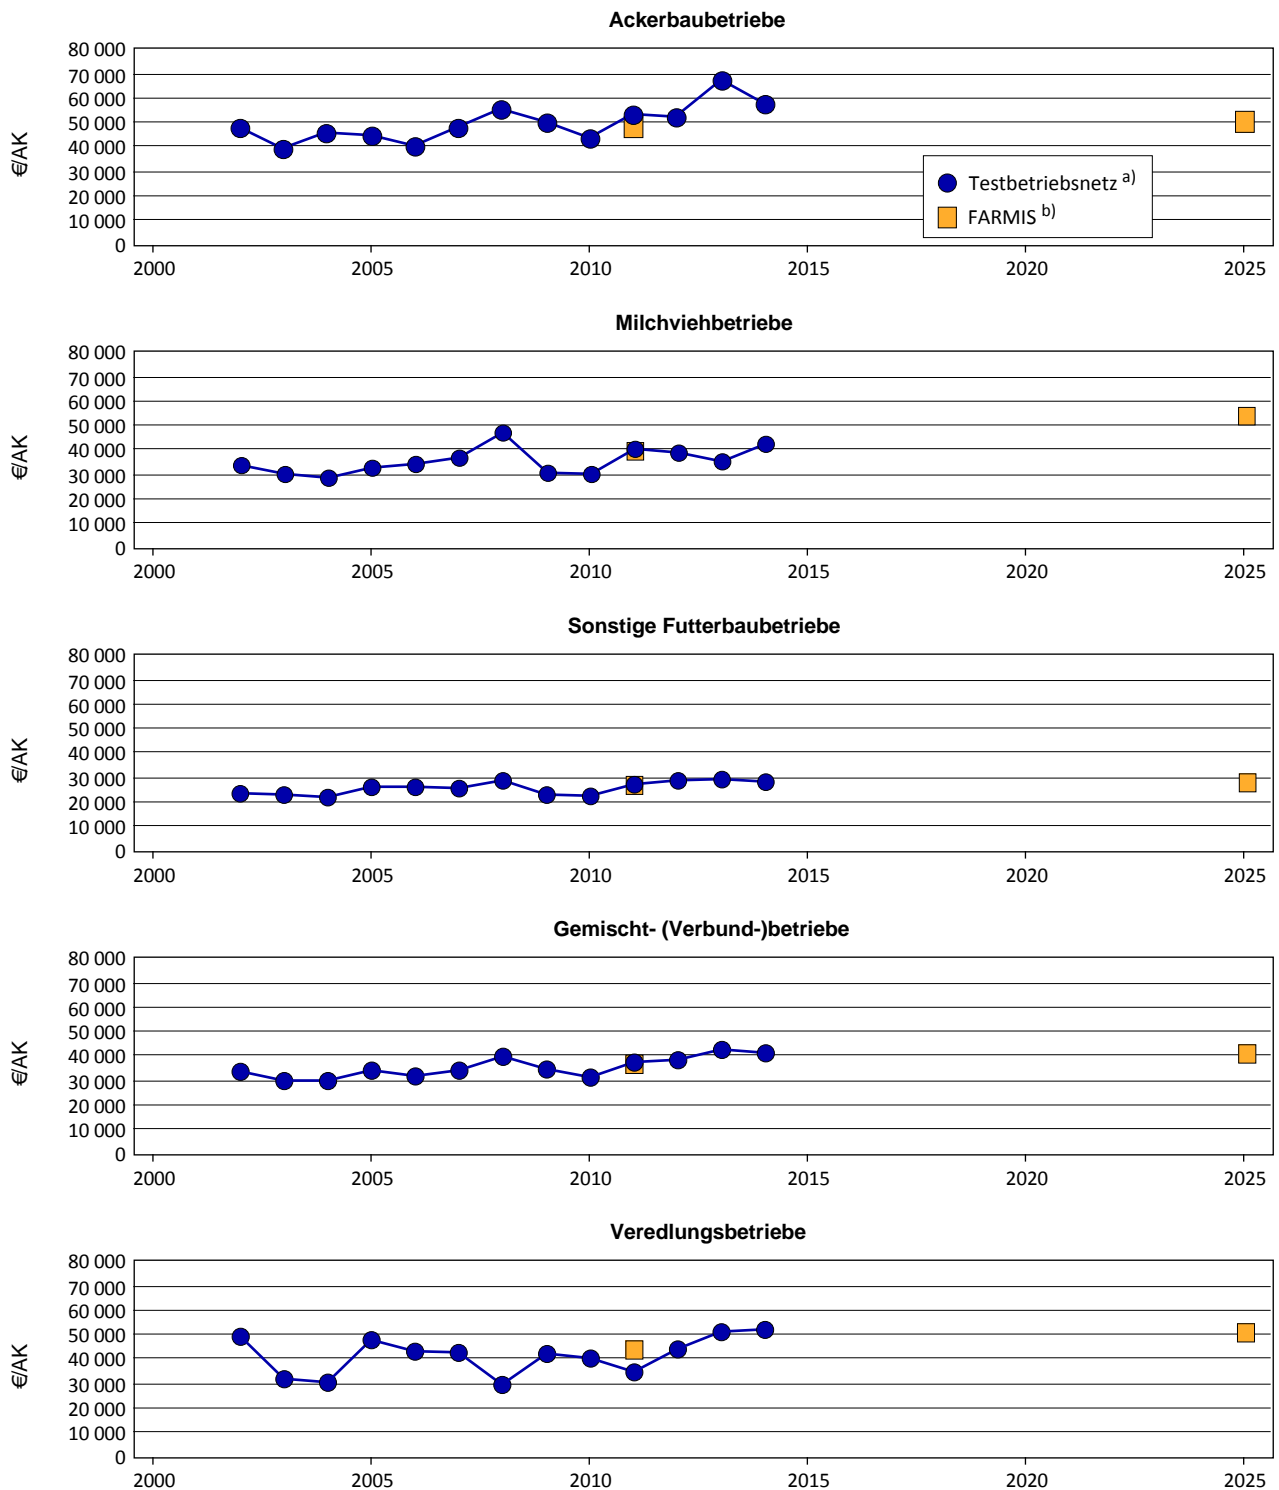 Ackerbaubetriebe
80 000
70 000
60 000
50 000
40 000
30 000
20 000
10 000
0
€/AK
Testbetriebsnetz a)
FARMIS b)
2000 2005 2010 2015 2020 2025
Milchviehbetriebe
80 000
70 000
60 000
50 000
40 000
30 000
20 000
10 000
0
€/AK
2000 2005 2010 2015 2020 2025
Sonstige Futterbaubetriebe
80 000
70 000
60 000
50 000
40 000
30 000
20 000
10 000
0
€/AK
2000 2005 2010 2015 2020 2025
Gemischt- (Verbund-)betriebe
80 000
70 000
60 000
50 000
40 000
30 000
20 000
10 000
0
€/AK
2000 2005 2010 2015 2020 2025
Veredlungsbetriebe
80 000
70 000
60 000
50 000
40 000
30 000
20 000
10 000
0
€/AK
2000 2005 2010 2015 2020 2025